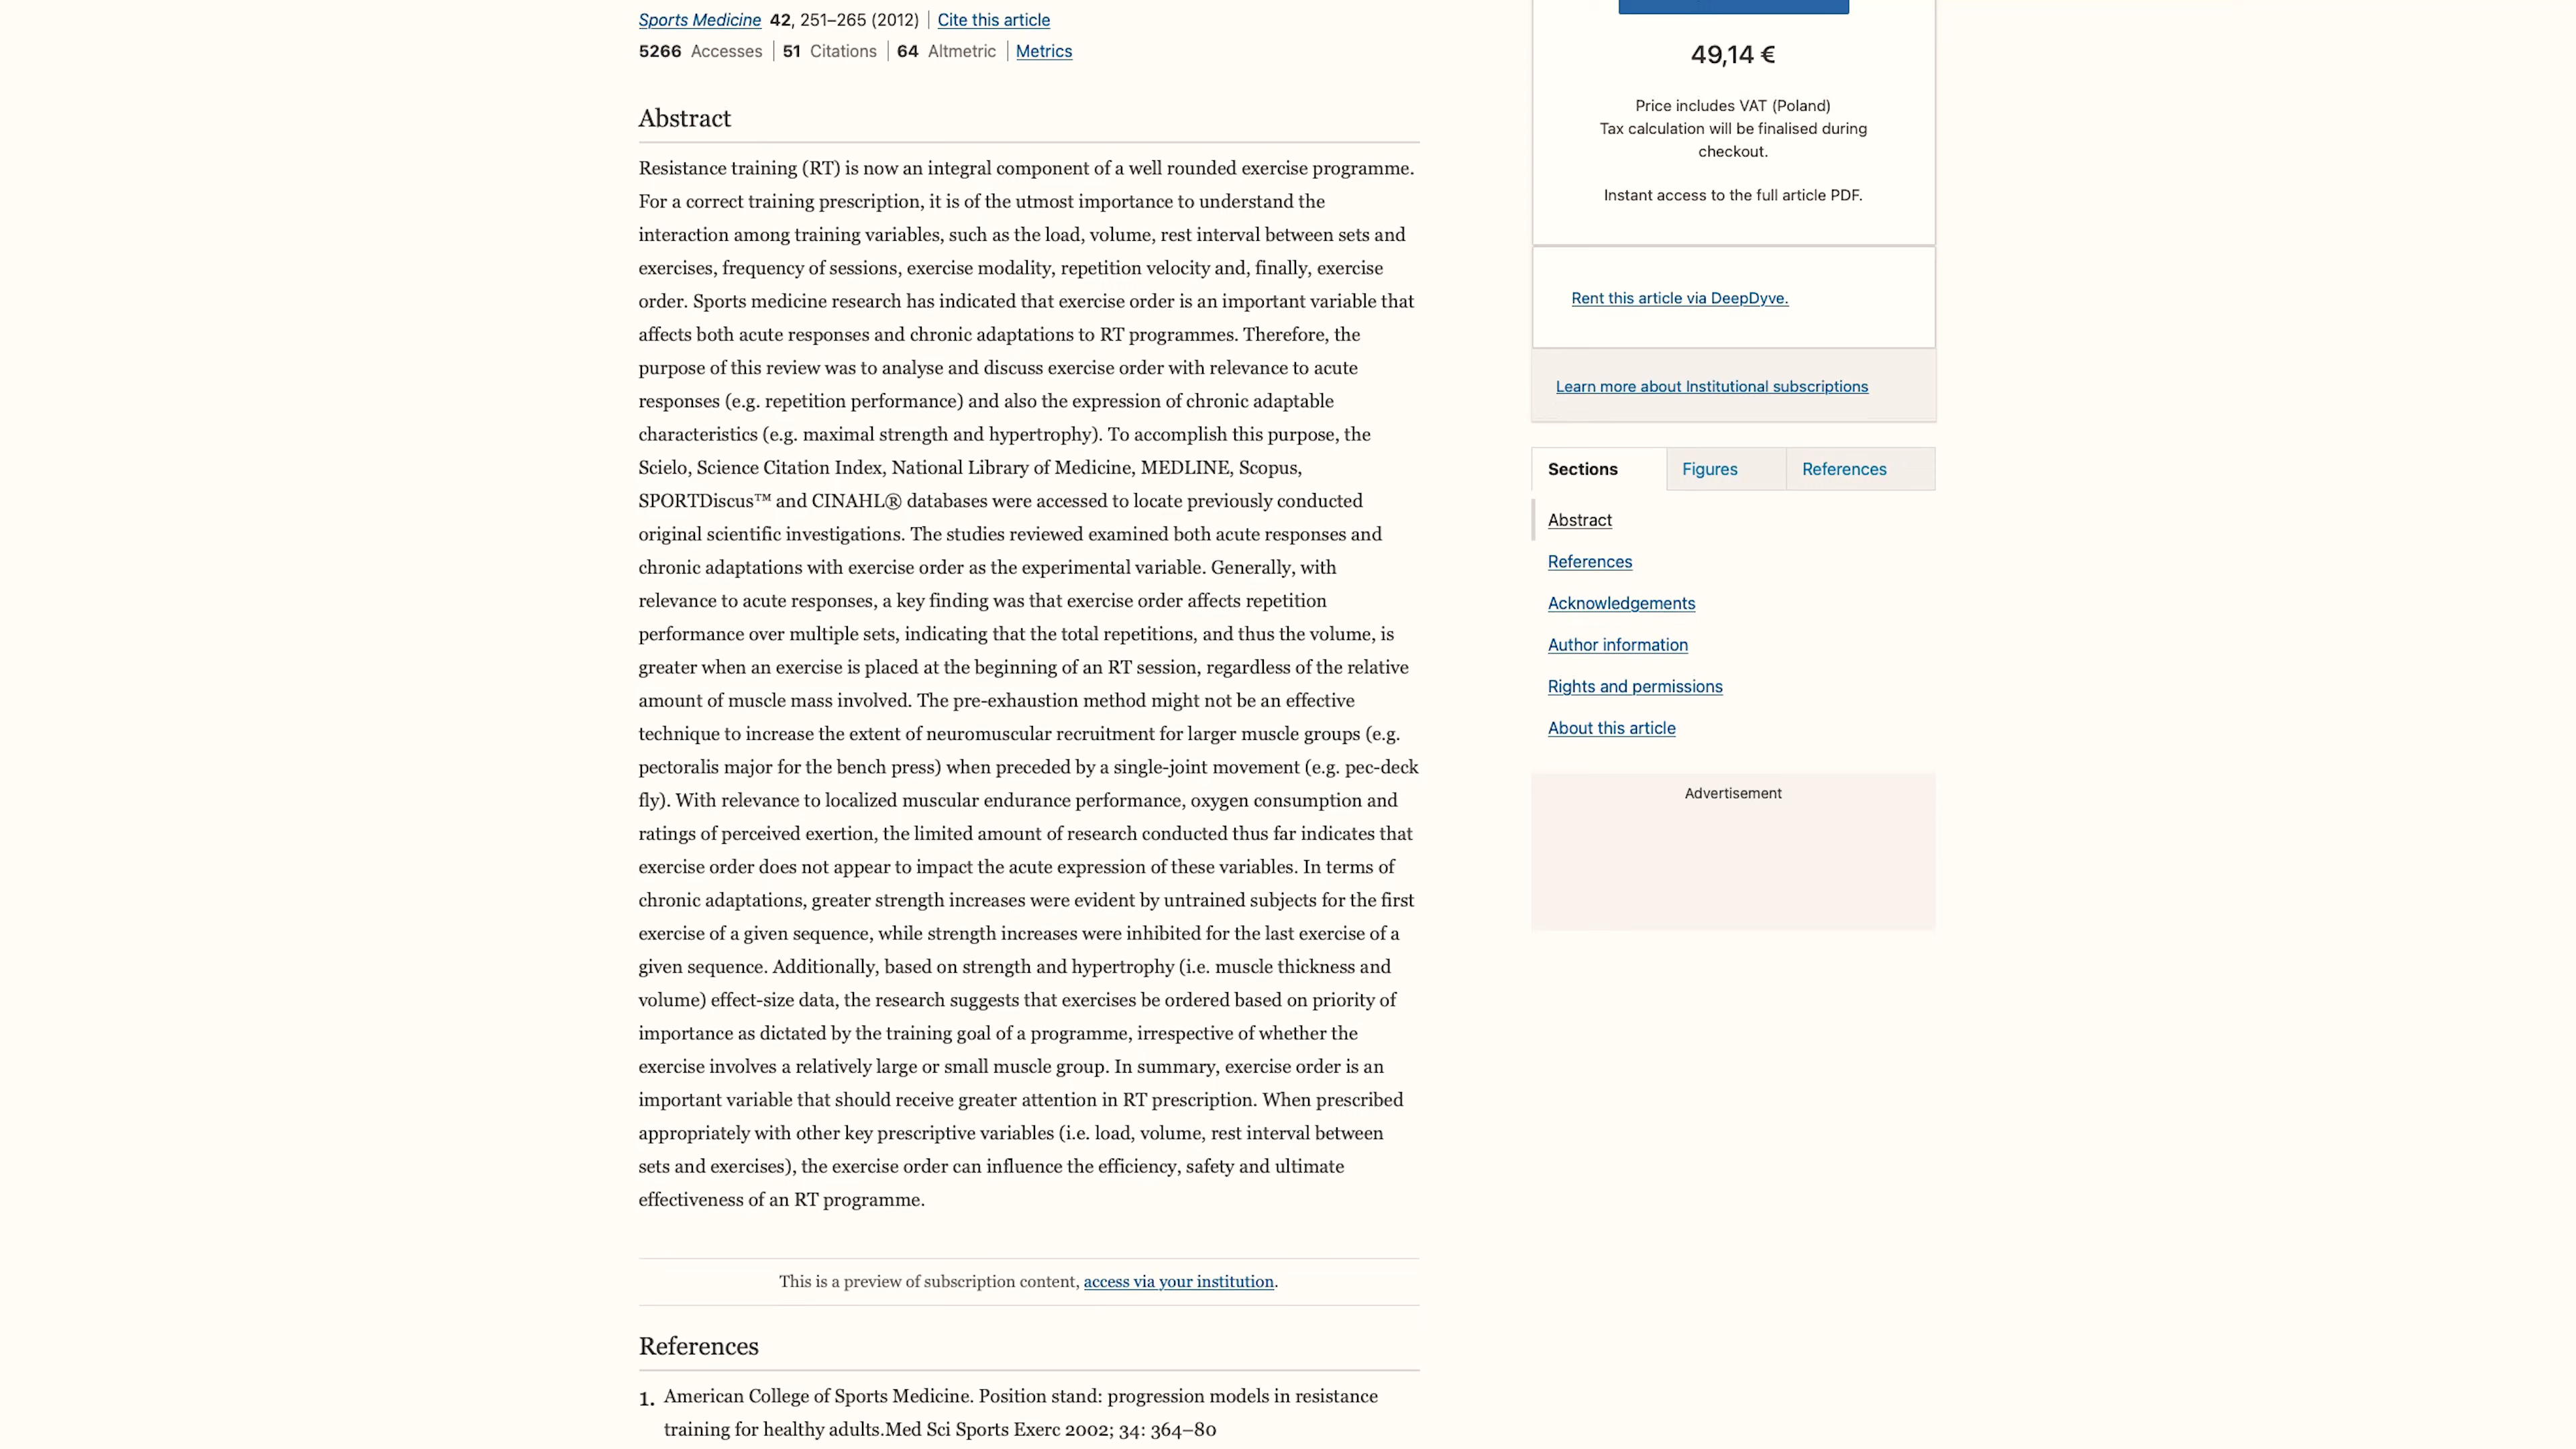 Sports Medicine 42, 251–265 (2012) | Cite this article
5266 Accesses | 51 Citations | 64 Altmetric | Metrics
Abstract
Resistance training (RT) is now an integral component of a well rounded exercise programme.
For a correct training prescription, it is of the utmost importance to understand the
interaction among training variables, such as the load, volume, rest interval between sets and
exercises, frequency of sessions, exercise modality, repetition velocity and, finally, exercise
order. Sports medicine research has indicated that exercise order is an important variable that
affects both acute responses and chronic adaptations to RT programmes. Therefore, the
purpose of this review was to analyse and discuss exercise order with relevance to acute
responses (e.g. repetition performance) and also the expression of chronic adaptable
characteristics (e.g. maximal strength and hypertrophy). To accomplish this purpose, the
Scielo, Science Citation Index, National Library of Medicine, MEDLINE, Scopus,
SPORTDiscus™ and CINAHL® databases were accessed to locate previously conducted
original scientific investigations. The studies reviewed examined both acute responses and
chronic adaptations with exercise order as the experimental variable. Generally, with
relevance to acute responses, a key finding was that exercise order affects repetition
performance over multiple sets, indicating that the total repetitions, and thus the volume, is
greater when an exercise is placed at the beginning of an RT session, regardless of the relative
amount of muscle mass involved. The pre-exhaustion method might not be an effective
technique to increase the extent of neuromuscular recruitment for larger muscle groups (e.g.
pectoralis major for the bench press) when preceded by a single-joint movement (e.g. pec-deck
fly). With relevance to localized muscular endurance performance, oxygen consumption and
ratings of perceived exertion, the limited amount of research conducted thus far indicates that
exercise order does not appear to impact the acute expression of these variables. In terms of
chronic adaptations, greater strength increases were evident by untrained subjects for the first
exercise of a given sequence, while strength increases were inhibited for the last exercise of a
given sequence. Additionally, based on strength and hypertrophy (i.e. muscle thickness and
volume) effect-size data, the research suggests that exercises be ordered based on priority of
importance as dictated by the training goal of a programme, irrespective of whether the
exercise involves a relatively large or small muscle group. In summary, exercise order is an
important variable that should receive greater attention in RT prescription. When prescribed
appropriately with other key prescriptive variables (i.e. load, volume, rest interval between
sets and exercises), the exercise order can influence the efficiency, safety and ultimate
effectiveness of an RT programme.
This is a preview of subscription content, access via your institution.
References
1. American College of Sports Medicine. Position stand: progression models in resistance
training for healthy adults.Med Sci Sports Exerc 2002; 34: 364–80
49,14 €
Price includes VAT (Poland)
Tax calculation will be finalised during
checkout.
Instant access to the full article PDF.
Rent this article via DeepDyve.
Learn more about Institutional subscriptions
Sections Figures References
Abstract
References
Acknowledgements
Author information
Rights and permissions
About this article
Advertisement